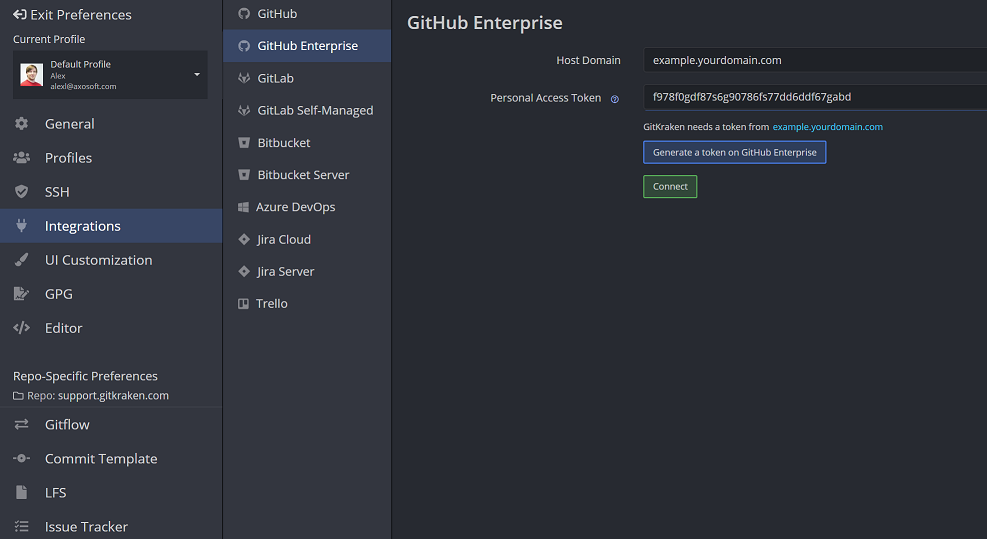 Exit Preferences
Current Profile
Default Profile
Alex
alexl@axosoft.com
General
Profiles
SSH
Integrations
UI Customization
GPG
Editor
Repo-Specific Preferences
Repo: support.gitkraken.com
Gitflow
Commit Template
LFS
Issue Tracker
GitHub
GitHub Enterprise
GitLab
GitLab Self-Managed
Bitbucket
Bitbucket Server
Azure DevOps
Jira Cloud
Jira Server
Trello
GitHub Enterprise
Host Domain example.yourdomain.com
Personal Access Token ? f978f0gdf87s6g90786fs77dd6ddf67gabd
GitKraken needs a token from example.yourdomain.com
Generate a token on GitHub Enterprise
Connect